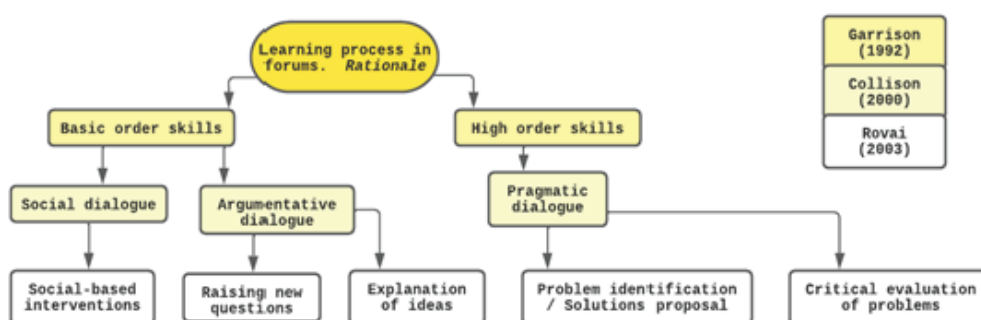 Learning process in
forums. Rationale
Garrison
(1992)
Collison
(2000)
Rovai
(2003)
Basic order skills
High order skills
Social dialogue
Argumentative
dialogue
Pragmatic
dialogue
Social-based
interventions
Raising new
questions
Explanation
of ideas
Problem identification
/ Solutions proposal
Critical evaluation
of problems